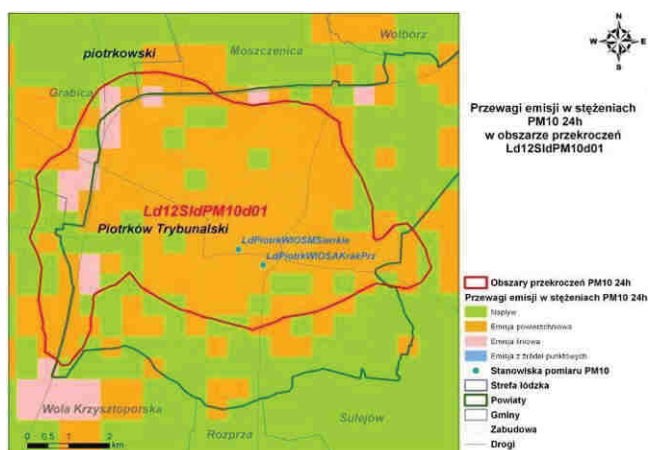 Wolbórz
piotrkowski
Moszczenica
Grabica
Ld12SldPM10d01
Piotrków Trybunalski
LdPiotrkWIOSAKrakPrz
Wola Krzysztoporska
Sulejów
Rozprza
0 0.5 1 2
km
N
W E
S
Przewagi emisji w stężeniach
PM10 24h
w obszarze przekroczeń
Ld12SldPM10d01
Obszary przekroczeń PM10 24h
Przewagi emisji w stężeniach PM10 24h
Napływ
Emisja powierzchniowa
Emisja liniowa
Emisja z źródeł punktowych
Stanowiska pomiaru PM10
Strefa łódzka
Powiaty
Gminy
Zabudowa
Drogi